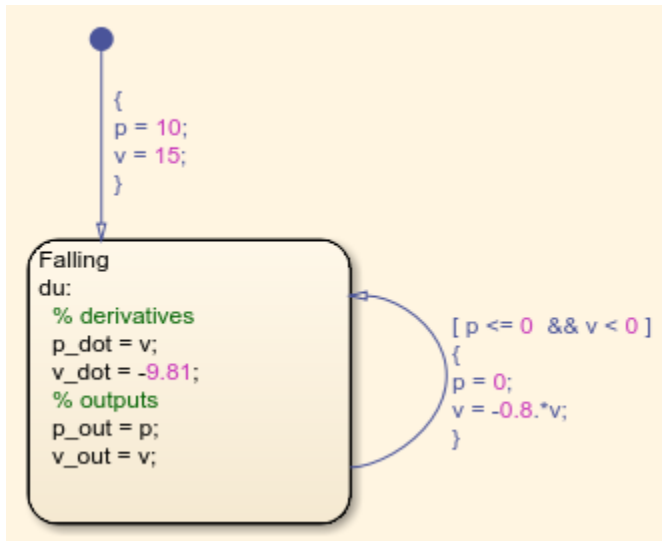 {
p = 10;
v = 15;
}
Falling
du:
% derivatives
p_dot = v;
v_dot = -9.81;
% outputs
p_out = p;
v_out = v;
[ p <= 0  && v < 0 ]
{
p = 0;
v = -0.8.*v;
}